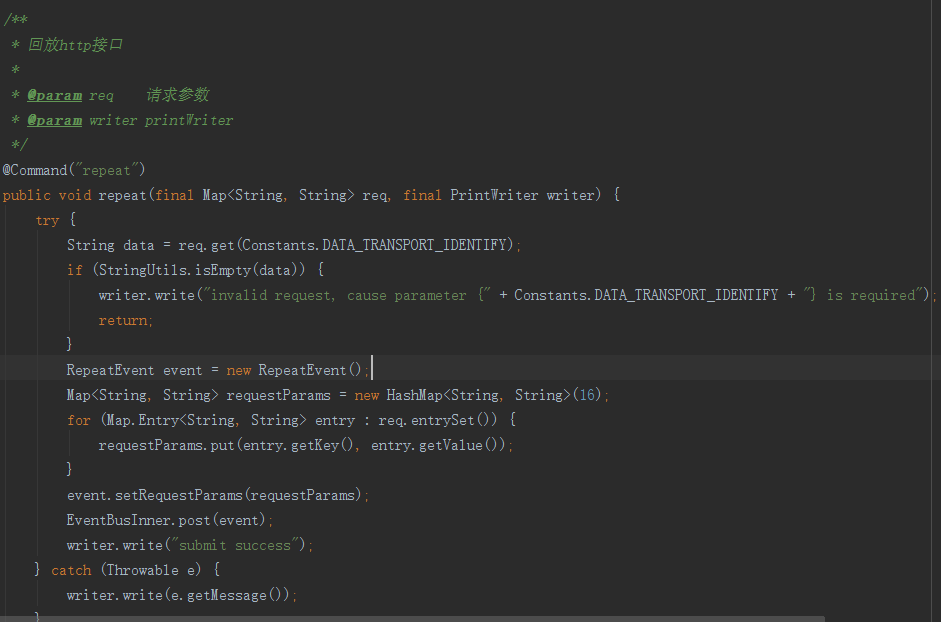 /**
 * 回放http接口
 *
 * @param req    请求参数
 * @param writer printWriter
 */
@Command("repeat")
public void repeat(final Map<String, String> req, final PrintWriter writer) {
    try {
        String data = req.get(Constants.DATA_TRANSPORT_IDENTIFY);
        if (StringUtils.isEmpty(data)) {
            writer.write("invalid request, cause parameter {" + Constants.DATA_TRANSPORT_IDENTIFY + "} is required");
            return;
        }
        RepeatEvent event = new RepeatEvent();
        Map<String, String> requestParams = new HashMap<String, String>(16);
        for (Map.Entry<String, String> entry : req.entrySet()) {
            requestParams.put(entry.getKey(), entry.getValue());
        }
        event.setRequestParams(requestParams);
        EventBusInner.post(event);
        writer.write("submit success");
    } catch (Throwable e) {
        writer.write(e.getMessage());
    }